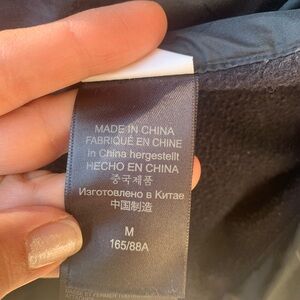 MADE IN CHINA
FABRIQUÉ EN CHINE
in China hergestellt
HECHO EN CHINA
중국제품
Изготовлено в Китае
中国制造
M
165/88A